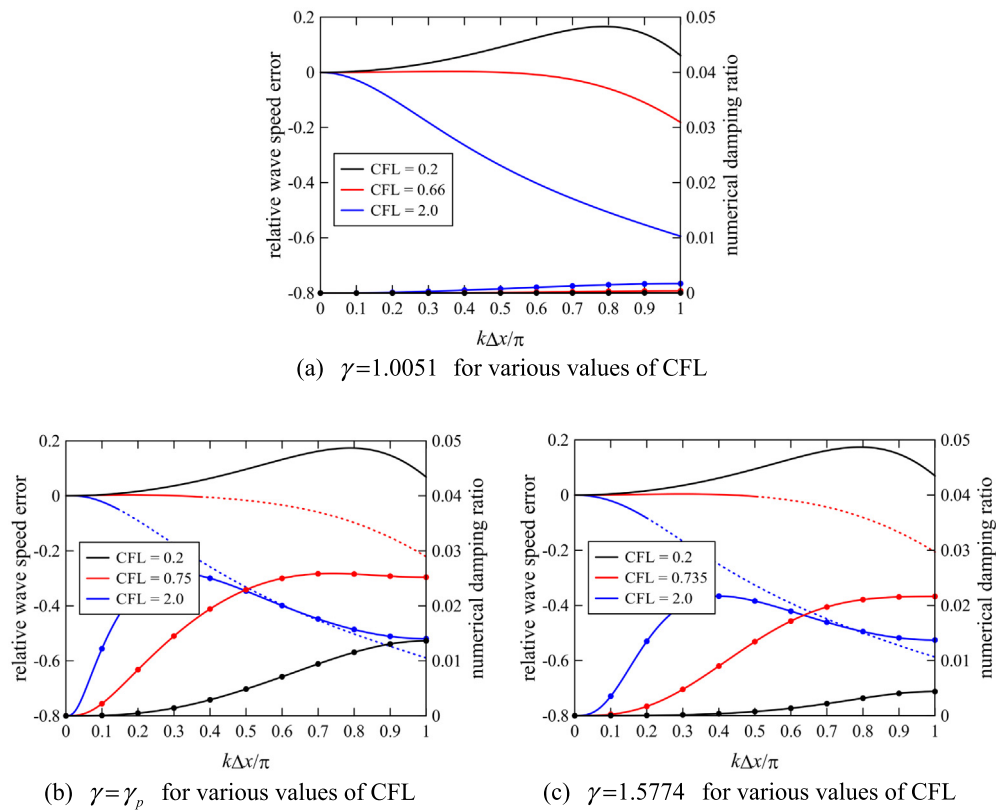 0.2
0
-0.2
-0.4
-0.6
-0.8
relative wave speed error
0.05
0.04
0.03
0.02
0.01
0
numerical damping ratio
CFL = 0.2
CFL = 0.66
CFL = 2.0
0 0.1 0.2 0.3 0.4 0.5 0.6 0.7 0.8 0.9 1
kΔx/π
(a) γ=1.0051 for various values of CFL
0.2
0
-0.2
-0.4
-0.6
-0.8
relative wave speed error
0.05
0.04
0.03
0.02
0.01
0
numerical damping ratio
CFL = 0.2
CFL = 0.75
CFL = 2.0
0 0.1 0.2 0.3 0.4 0.5 0.6 0.7 0.8 0.9 1
kΔx/π
(b) γ=γp for various values of CFL
0.2
0
-0.2
-0.4
-0.6
-0.8
relative wave speed error
0.05
0.04
0.03
0.02
0.01
0
numerical damping ratio
CFL = 0.2
CFL = 0.735
CFL = 2.0
0 0.1 0.2 0.3 0.4 0.5 0.6 0.7 0.8 0.9 1
kΔx/π
(c) γ=1.5774 for various values of CFL